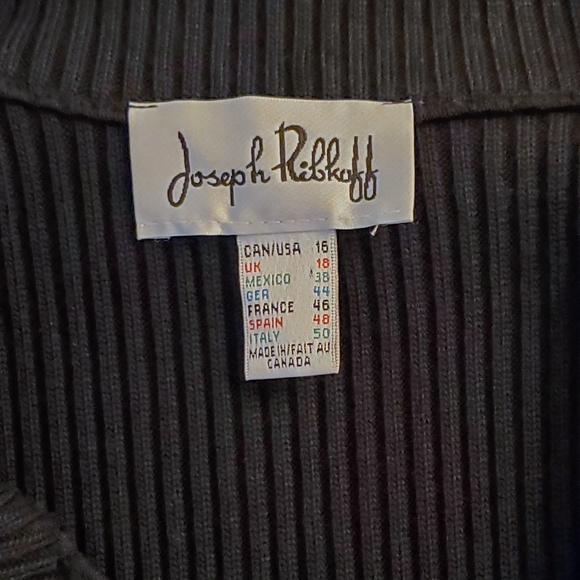 Joseph Ribkoff
CAN/USA 16
UK 18
MEXICO 38
GER 44
FRANCE 46
SPAIN 48
ITALY 50
MADE IN/FAIT AU
CANADA